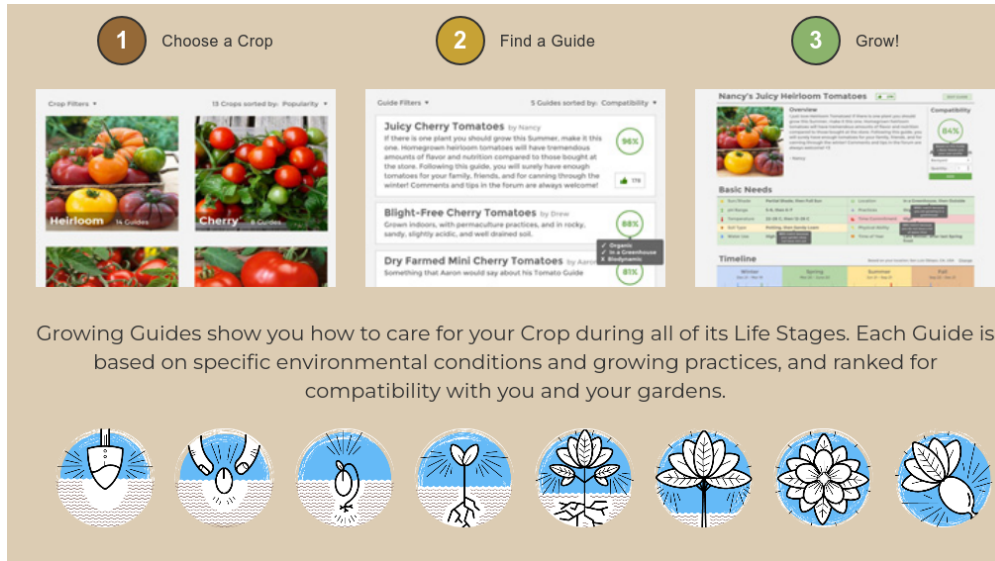 1 Choose a Crop
2 Find a Guide
3 Grow!
Crop Filters
13 Crops sorted by: Popularity
Heirloom 14 Guides
Cherry 8 Guides
Guide Filters
5 Guides sorted by: Compatibility
Juicy Cherry Tomatoes by Nancy
If there is one plant you should grow this Summer, make it this
one. Homegrown heirloom tomatoes will have tremendous
amounts of flavor and nutrition compared to those bought at
the store. Following this guide, you will surely have enough
tomatoes for your family, friends, and for canning through the
winter! Comments and tips in the forum are always welcome!
96%
178
Blight-Free Cherry Tomatoes by Drew
Grown indoors, with permaculture practices, and in rocky,
sandy, slightly acidic, and well drained soil.
88%
✓ Organic
✓ In a Greenhouse
x Biodynamic
Dry Farmed Mini Cherry Tomatoes by Aaron
Something that Aaron would say about his Tomato Guide
81%
Nancy's Juicy Heirloom Tomatoes
Overview
Compatibility
84%
- Nancy
Basic Needs
Timeline
Winter
Spring
Summer
Fall
Growing Guides show you how to care for your Crop during all of its Life Stages. Each Guide is
based on specific environmental conditions and growing practices, and ranked for
compatibility with you and your gardens.